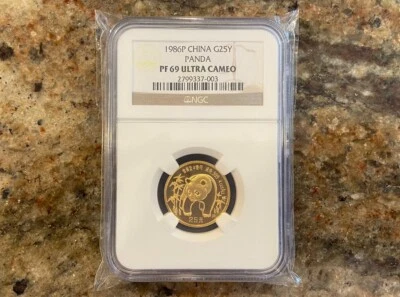 1986P CHINA G25Y
PANDA
PF 69 ULTRA CAMEO
2799337-003
NGC